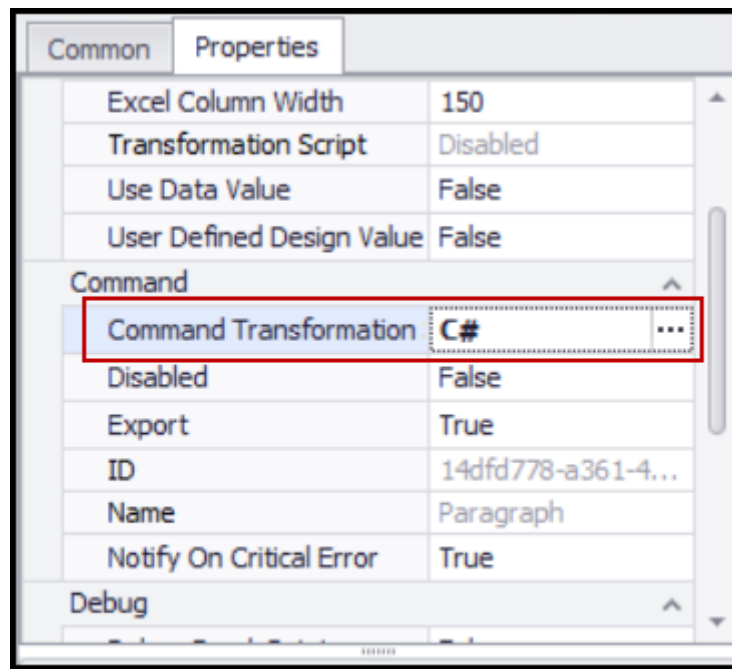 Common Properties
Excel Column Width 150
Transformation Script Disabled
Use Data Value False
User Defined Design Value False
Command
Command Transformation C# ...
Disabled False
Export True
ID 14dfd778-a361-4...
Name Paragraph
Notify On Critical Error True
Debug